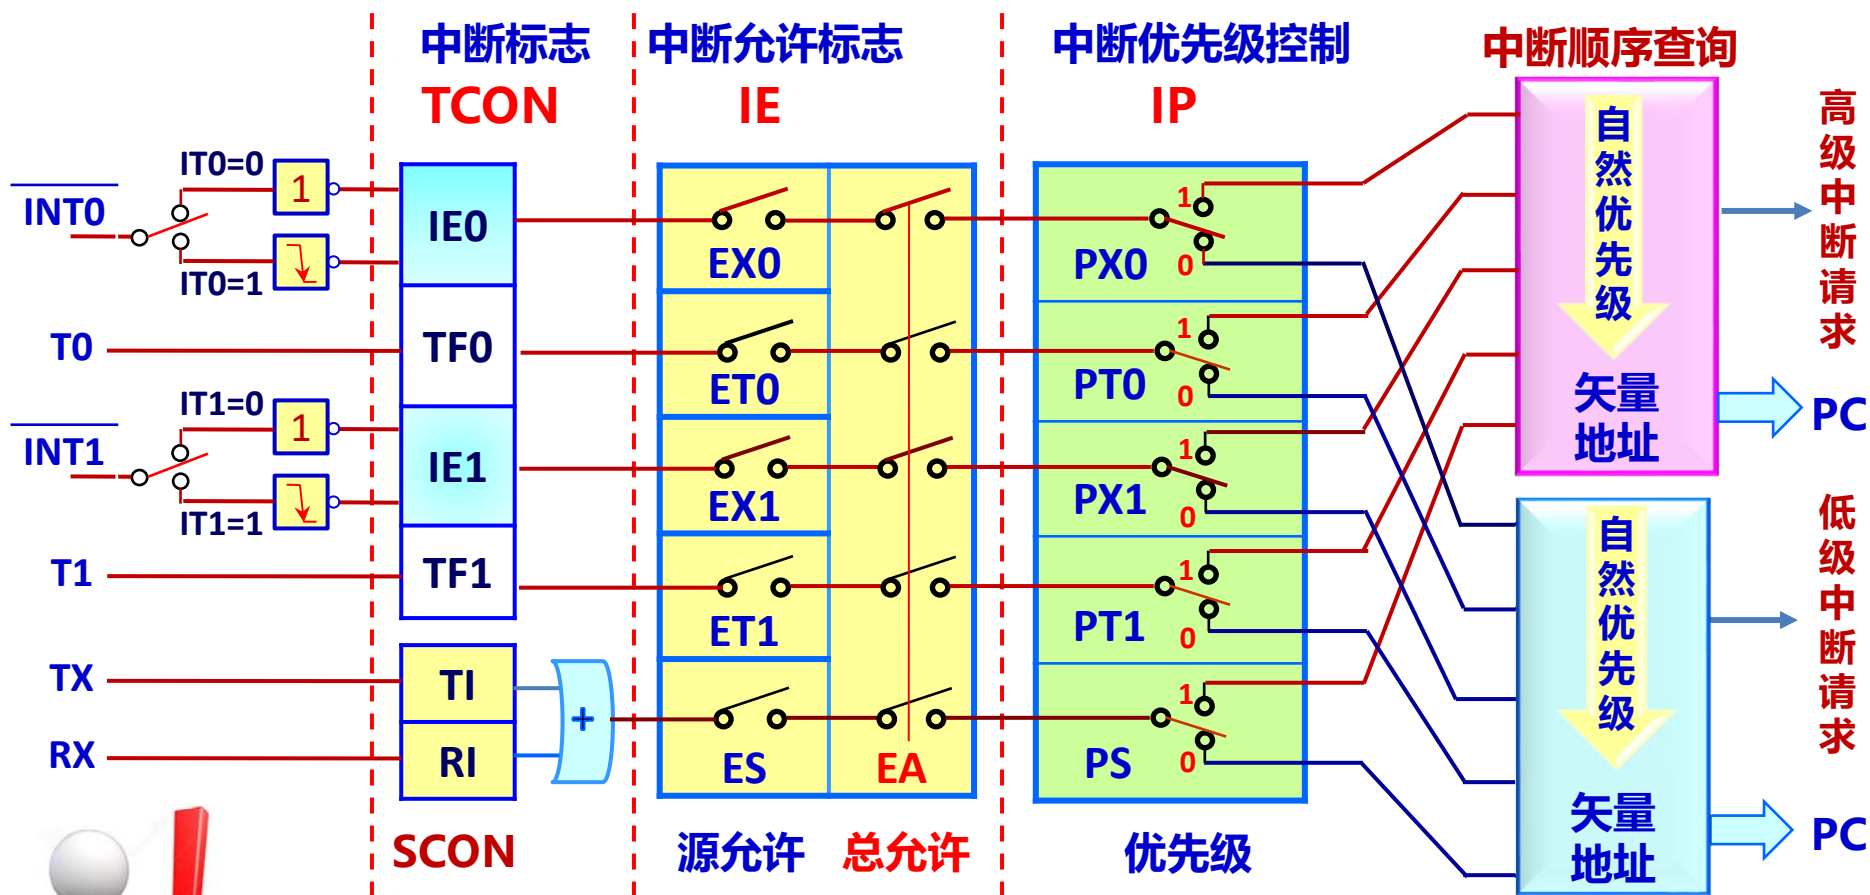 中断标志
中断允许标志
中断优先级控制
中断顺序查询
TCON
IE
IP
IT0=0
1
INT0
IT0=1
T0
IT1=0
1
INT1
IT1=1
T1
TX
RX
IE0
TF0
IE1
TF1
TI
RI
+
SCON
EX0
ET0
EX1
ET1
ES
EA
源允许
总允许
1
PX0
0
1
PT0
0
1
PX1
0
1
PT1
0
1
PS
0
优先级
自然优先级
矢量
地址
高级中断请求
PC
自然优先级
矢量
地址
低级中断请求
PC